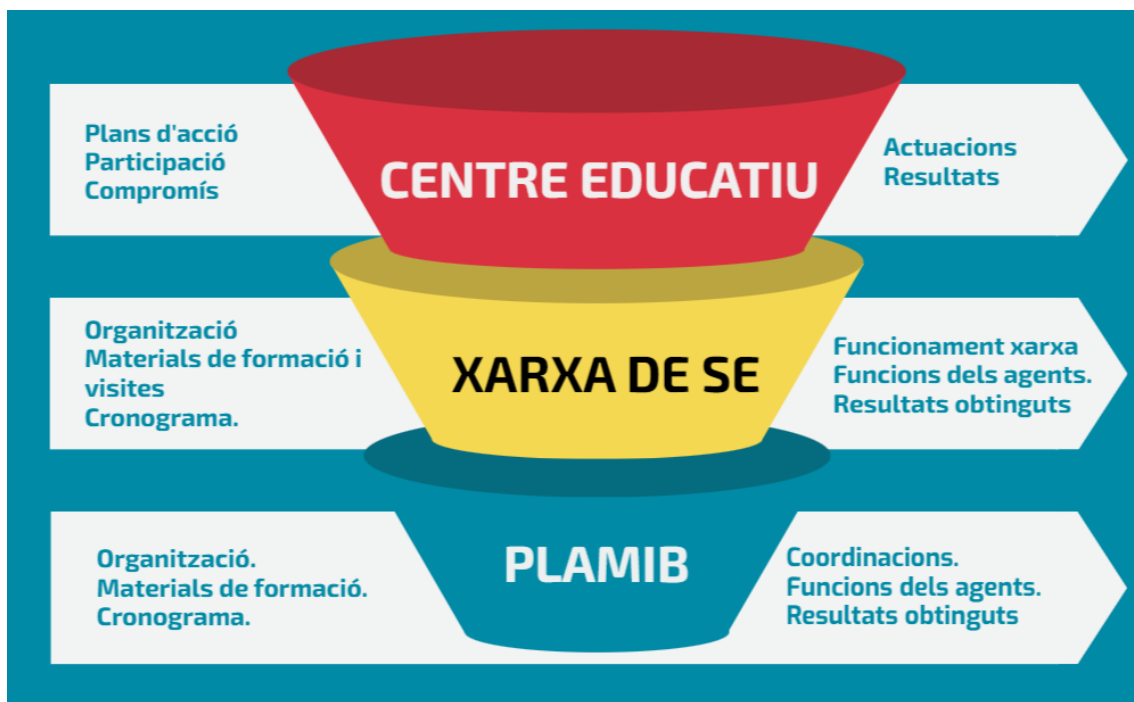 Plans d'acció
Participació
Compromís
CENTRE EDUCATIU
Actuacions
Resultats
Organització
Materials de formació i
visites
Cronograma.
XARXA DE SE
Funcionament xarxa
Funcions dels agents.
Resultats obtinguts
Organització.
Materials de formació.
Cronograma.
PLAMIB
Coordinacions.
Funcions dels agents.
Resultats obtinguts